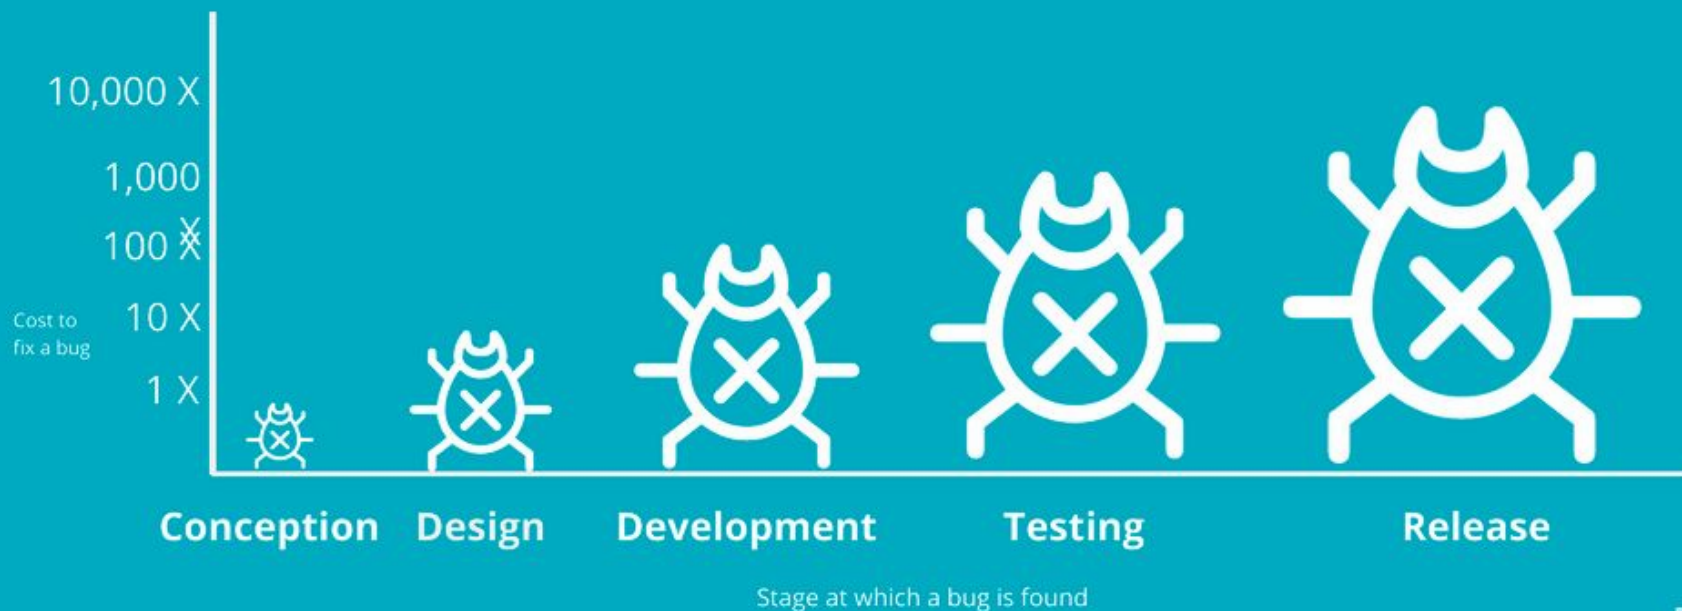 10,000 X
1,000
X
100 X
10 X
Cost to
fix a bug
1 X
Conception Design Development Testing Release
Stage at which a bug is found